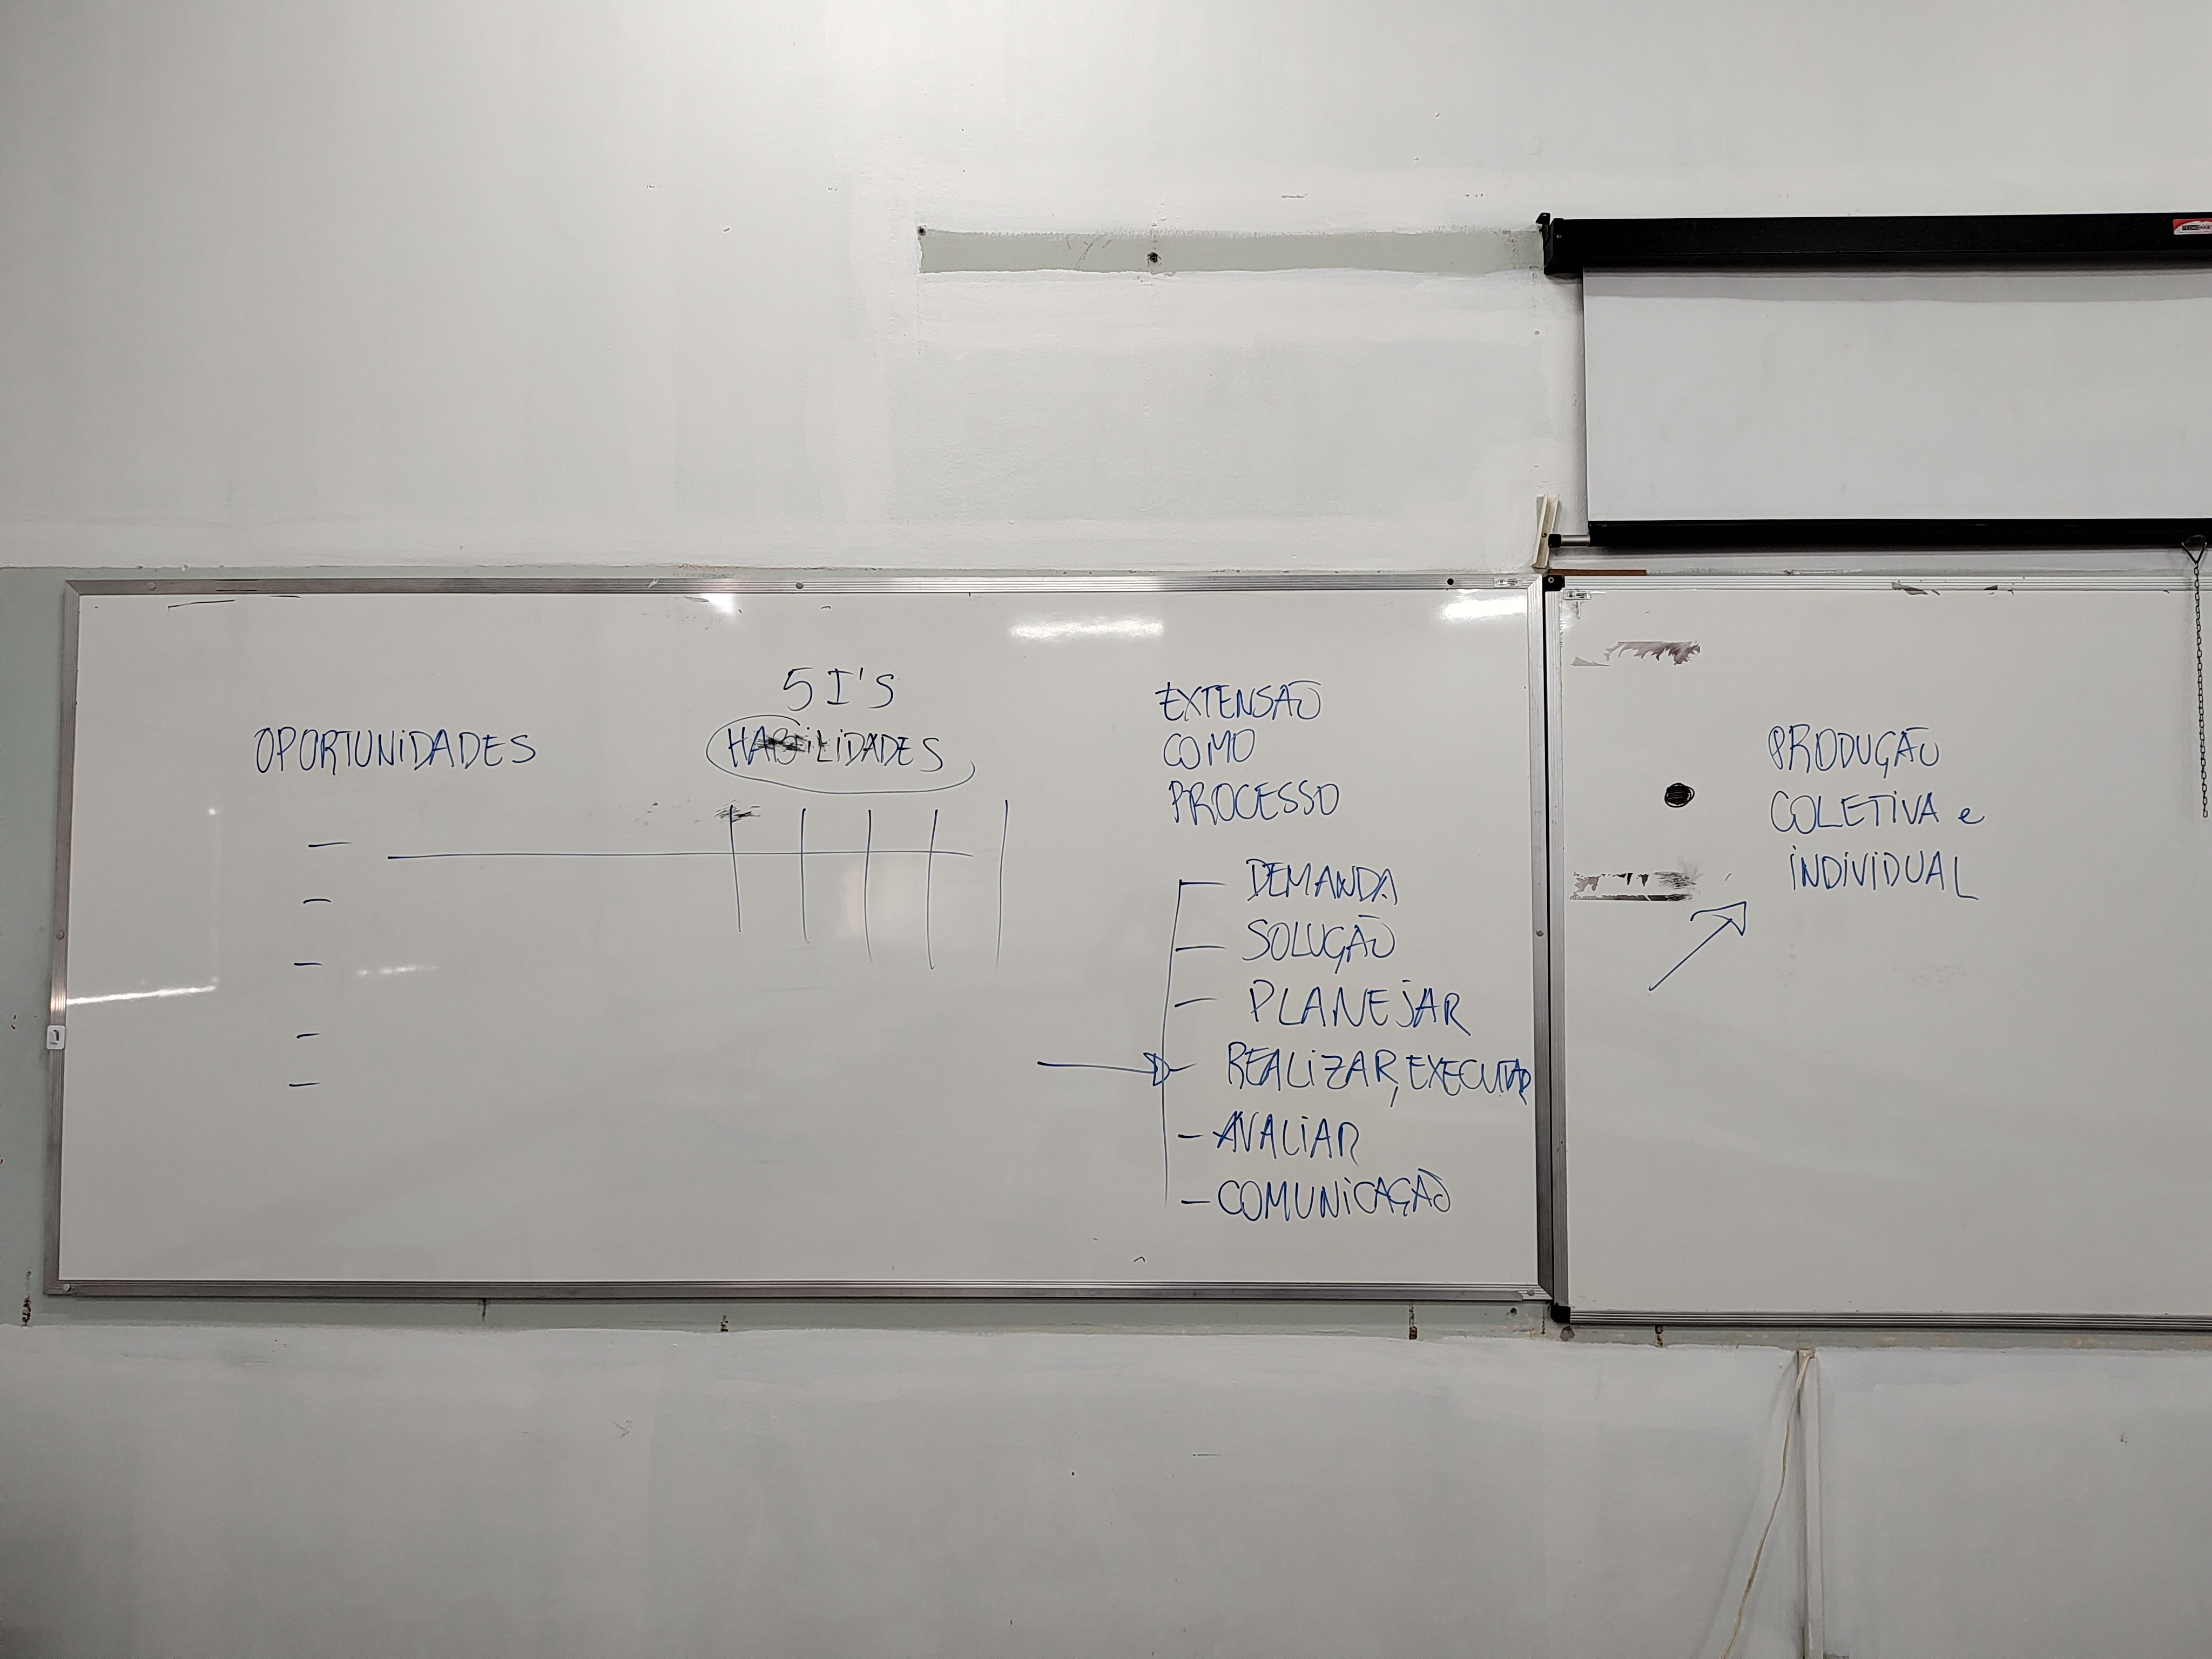 5 I'S
OPORTUNIDADES
HABILIDADES
EXTENSÃO
COMO
PROCESSO
DEMANDA
SOLUÇÃO
PLANEJAR
REALIZAR, EXECUTAR
- AVALIAR
- COMUNICAÇÃO
PRODUÇÃO
COLETIVA e
INDIVIDUAL